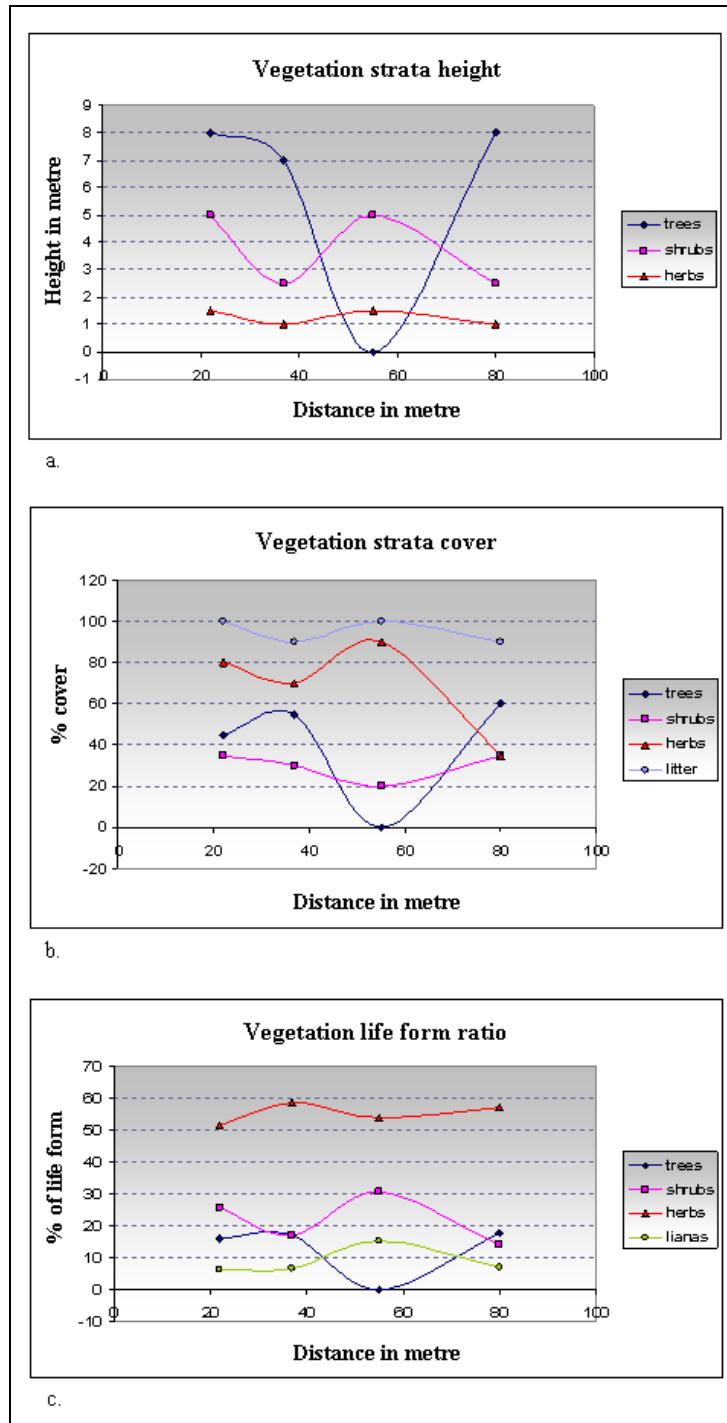 Vegetation strata height
Height in metre
9
8
7
6
5
4
3
2
1
0
-1
0 20 40 60 80 100
Distance in metre
trees
shrubs
herbs
a.
Vegetation strata cover
% cover
120
100
80
60
40
20
0
-20
0 20 40 60 80 100
Distance in metre
trees
shrubs
herbs
litter
b.
Vegetation life form ratio
% of life form
70
60
50
40
30
20
10
0
-10
0 20 40 60 80 100
Distance in metre
trees
shrubs
herbs
lianas
c.